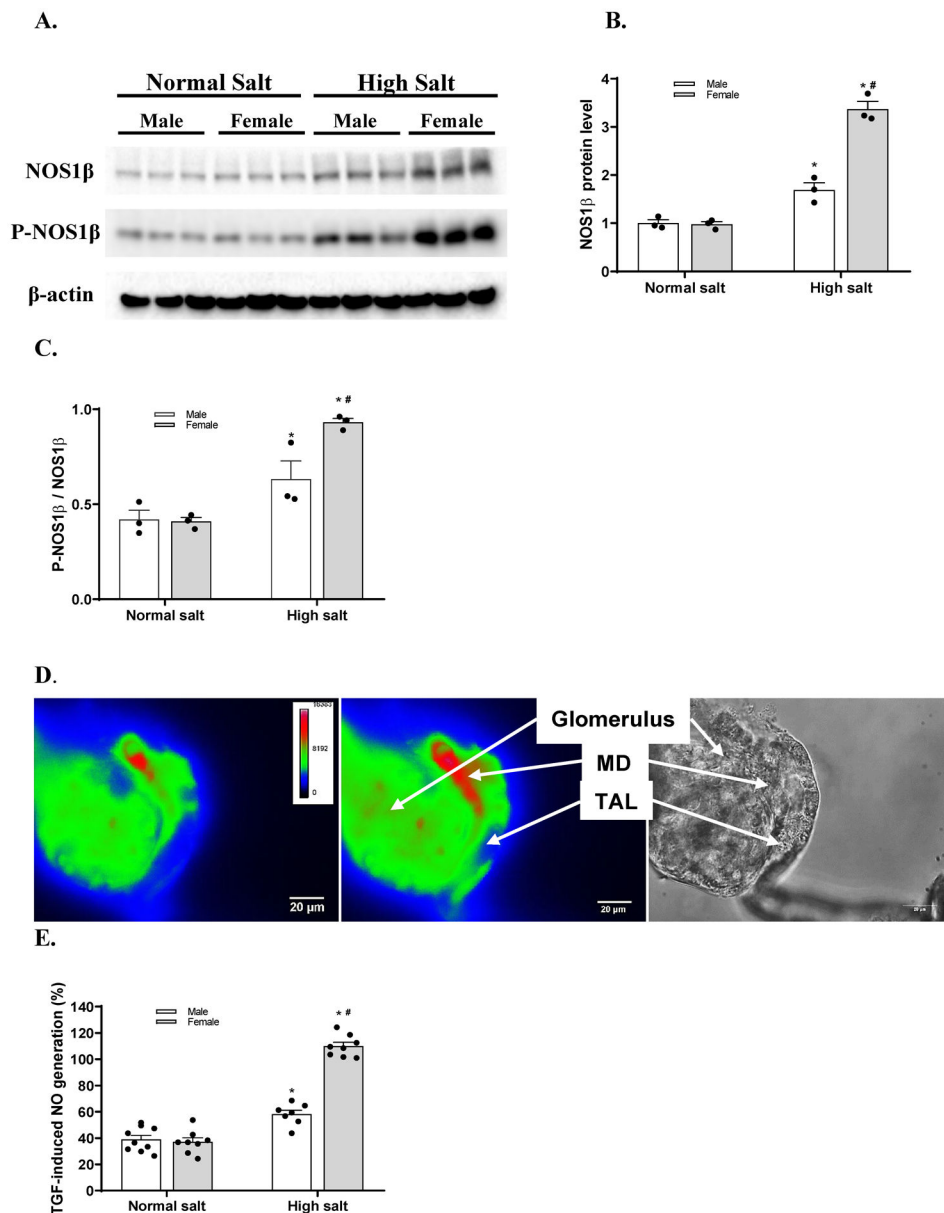 A.
Normal Salt High Salt
Male Female Male Female
NOS1β
P-NOS1β
β-actin
B.
NOS1β protein level
4
3
2
1
0
Male
Female
*
* #
Normal salt High salt
C.
P-NOS1β / NOS1β
1.0
0.5
0.0
Male
Female
*
* #
Normal salt High salt
D.
16383
8192
0
20 µm
20 µm
Glomerulus
MD
TAL
20 µm
E.
TGF-induced NO generation (%)
140
120
100
80
60
40
20
0
Male
Female
*
* #
Normal salt High salt